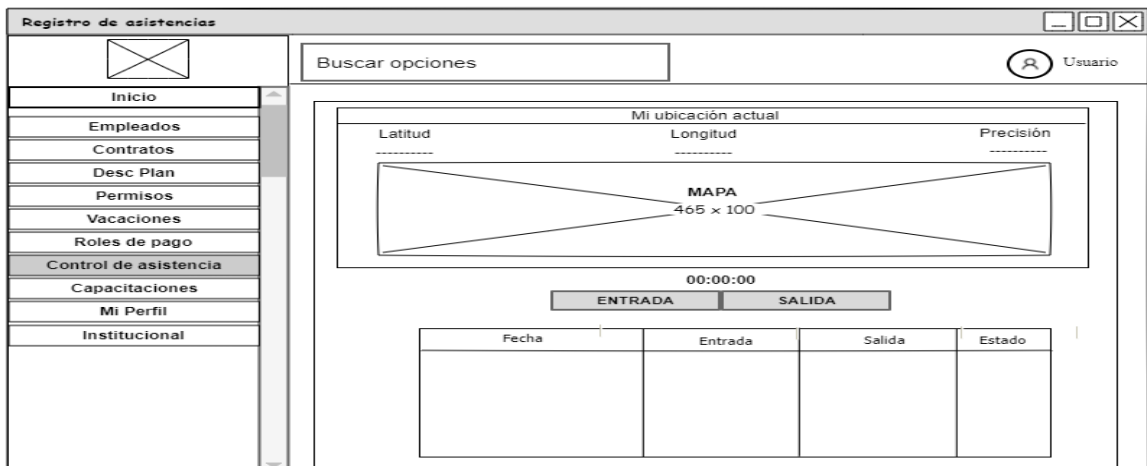 Registro de asistencias
Buscar opciones
Usuario
Inicio
Empleados
Contratos
Desc Plan
Permisos
Vacaciones
Roles de pago
Control de asistencia
Capacitaciones
Mi Perfil
Institucional
Mi ubicación actual
Latitud Longitud Precisión
---------- ---------- ----------
MAPA
465 x 100
00:00:00
ENTRADA SALIDA
Fecha Entrada Salida Estado